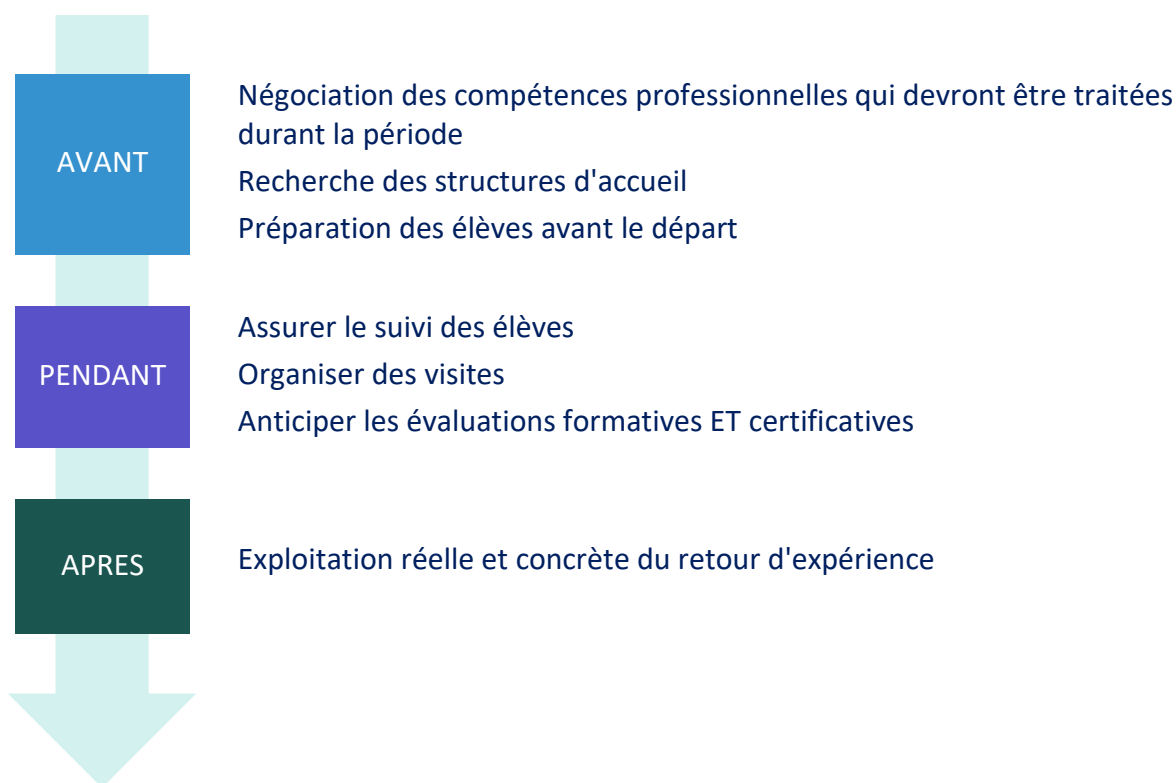 AVANT
Négociation des compétences professionnelles qui devront être traitées
durant la période
Recherche des structures d'accueil
Préparation des élèves avant le départ
PENDANT
Assurer le suivi des élèves
Organiser des visites
Anticiper les évaluations formatives ET certificatives
APRES
Exploitation réelle et concrète du retour d'expérience